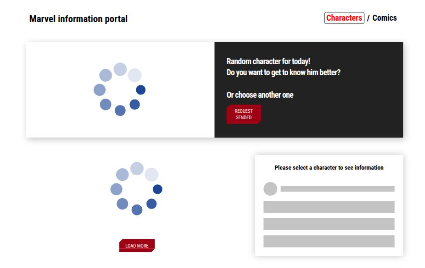 Marvel information portal
Characters / Comics
Random character for today!
Do you want to get to know him better?
Or choose another one
REQUEST
SENDED
Please select a character to see information
LOAD MORE